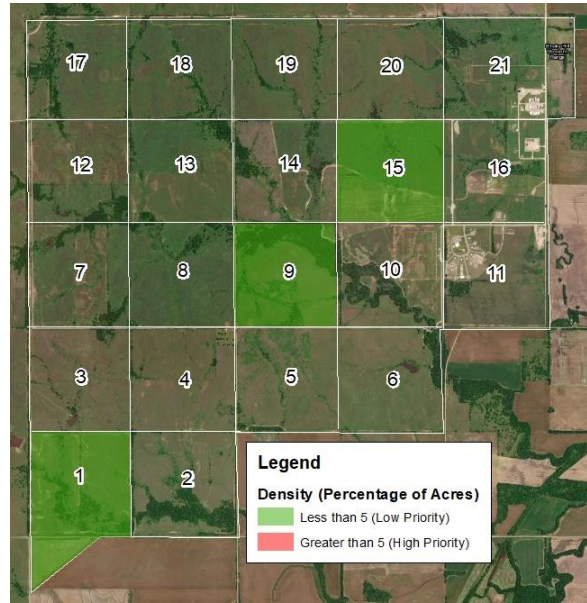 17 18 19 20 21
12 13 14 15 16
7 8 9 10 11
3 4 5 6
1 2
Legend
Density (Percentage of Acres)
Less than 5 (Low Priority)
Greater than 5 (High Priority)